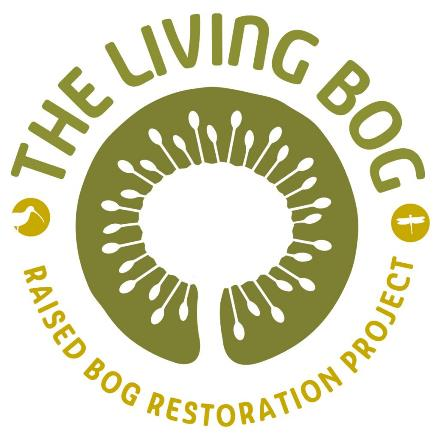 THE LIVING BOG
RAISED BOG RESTORATION PROJECT